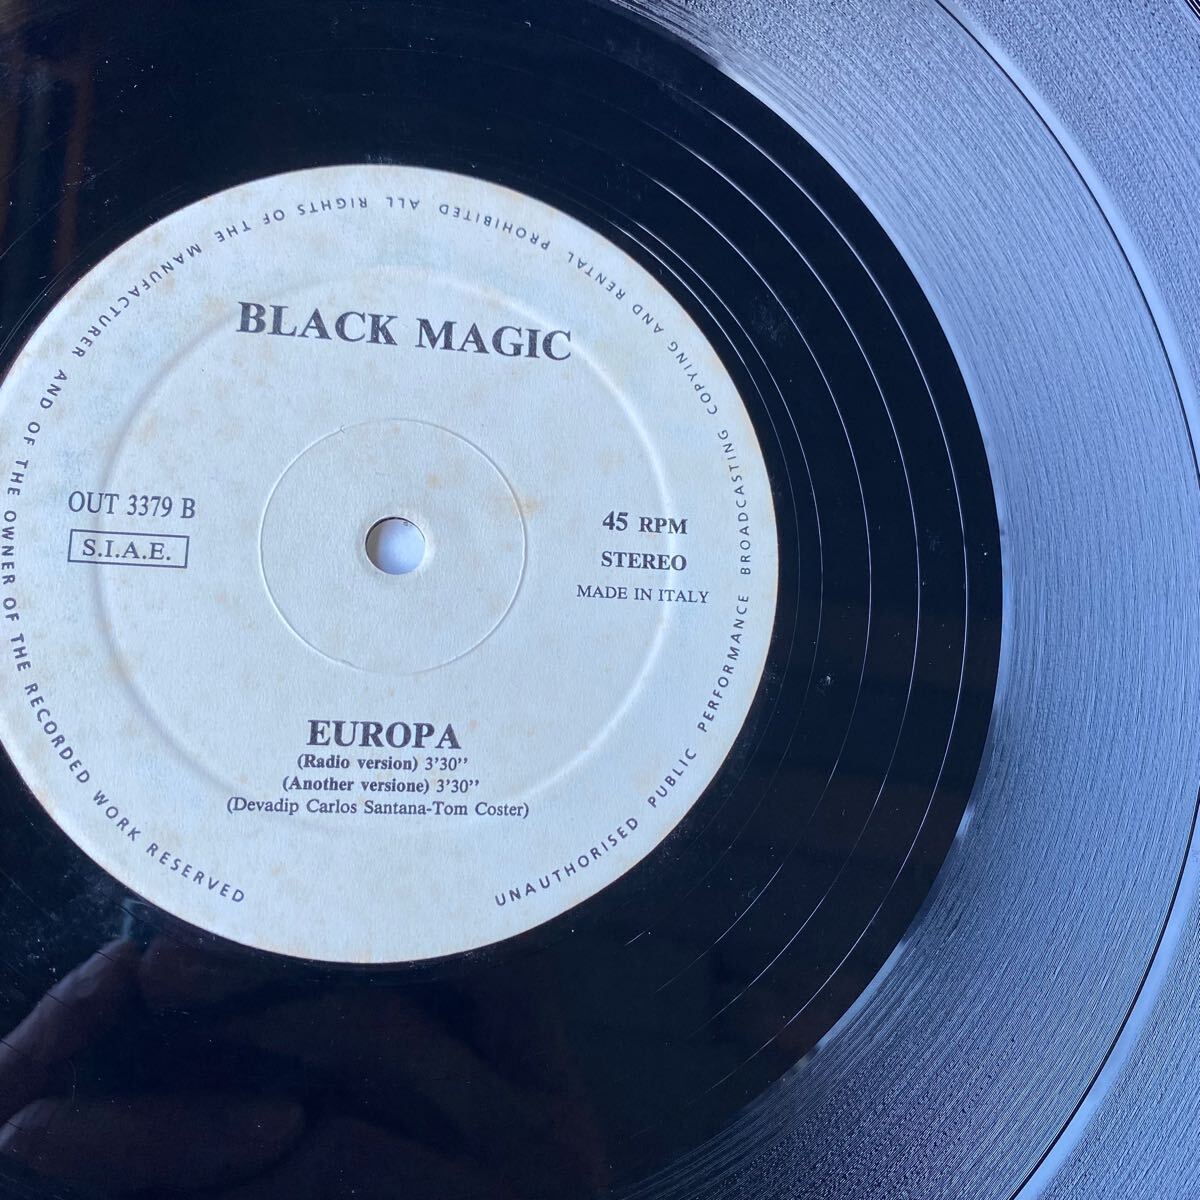 BLACK MAGIC
OUT 3379 B
S.I.A.E.
45 RPM
STEREO
MADE IN ITALY
EUROPA
(Radio version) 3'30''
(Another versione) 3'30''
(Devadip Carlos Santana-Tom Coster)
UNAUTHORISED PUBLIC PERFORMANCE BROADCASTING COPYING AND RENTAL PROHIBITED ALL RIGHTS OF THE MANUFACTURER AND OF THE OWNER OF THE RECORDED WORK RESERVED